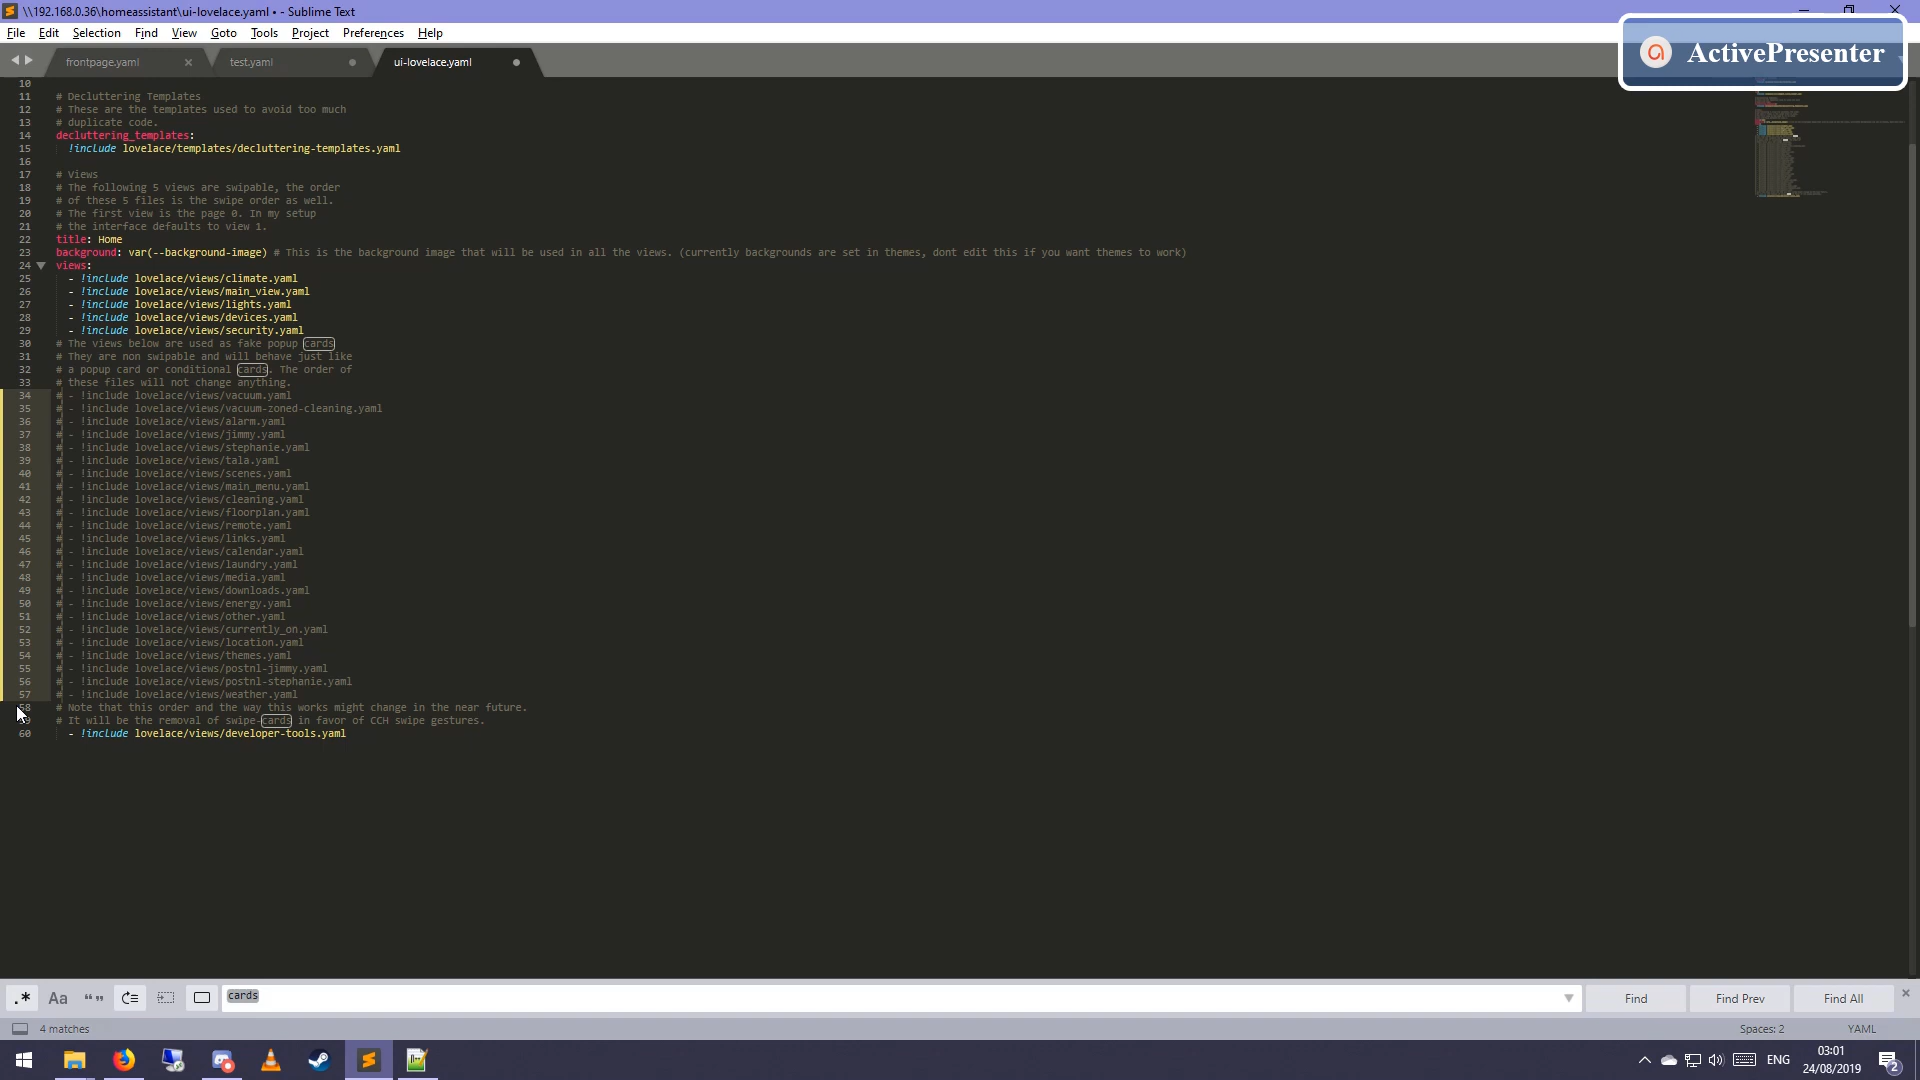 \\192.168.0.36\homeassistant\ui-lovelace.yaml • - Sublime Text
File Edit Selection Find View Goto Tools Project Preferences Help
ActivePresenter
frontpage.yaml test.yaml ui-lovelace.yaml
10
11 # Decluttering Templates
12 # These are the templates used to avoid too much
13 # duplicate code.
14 decluttering_templates:
15 !include lovelace/templates/decluttering-templates.yaml
16
17 # Views
18 # The following 5 views are swipable, the order
19 # of these 5 files is the swipe order as well.
20 # The first view is the page 0. In my setup
21 # the interface defaults to view 1.
22 title: Home
23 background: var(--background-image) # This is the background image that will be used in all the views. (currently backgrounds are set in themes, dont edit this if you want themes to work)
24 views:
25 - !include lovelace/views/climate.yaml
26 - !include lovelace/views/main_view.yaml
27 - !include lovelace/views/lights.yaml
28 - !include lovelace/views/devices.yaml
29 - !include lovelace/views/security.yaml
30 # The views below are used as fake popup cards
31 # They are non swipable and will behave just like
32 # a popup card or conditional cards. The order of
33 # these files will not change anything.
34 # - !include lovelace/views/vacuum.yaml
35 # - !include lovelace/views/vacuum-zoned-cleaning.yaml
36 # - !include lovelace/views/alarm.yaml
37 # - !include lovelace/views/jimmy.yaml
38 # - !include lovelace/views/stephanie.yaml
39 # - !include lovelace/views/tala.yaml
40 # - !include lovelace/views/scenes.yaml
41 # - !include lovelace/views/main_menu.yaml
42 # - !include lovelace/views/cleaning.yaml
43 # - !include lovelace/views/floorplan.yaml
44 # - !include lovelace/views/remote.yaml
45 # - !include lovelace/views/links.yaml
46 # - !include lovelace/views/calendar.yaml
47 # - !include lovelace/views/laundry.yaml
48 # - !include lovelace/views/media.yaml
49 # - !include lovelace/views/downloads.yaml
50 # - !include lovelace/views/energy.yaml
51 # - !include lovelace/views/other.yaml
52 # - !include lovelace/views/currently_on.yaml
53 # - !include lovelace/views/location.yaml
54 # - !include lovelace/views/themes.yaml
55 # - !include lovelace/views/postnl-jimmy.yaml
56 # - !include lovelace/views/postnl-stephanie.yaml
57 # - !include lovelace/views/weather.yaml
58 # Note that this order and the way this works might change in the near future.
# It will be the removal of swipe-cards in favor of CCH swipe gestures.
60 - !include lovelace/views/developer-tools.yaml
.* Aa “” cards Find Find Prev Find All
4 matches Spaces: 2 YAML
ENG 03:01
24/08/2019 2